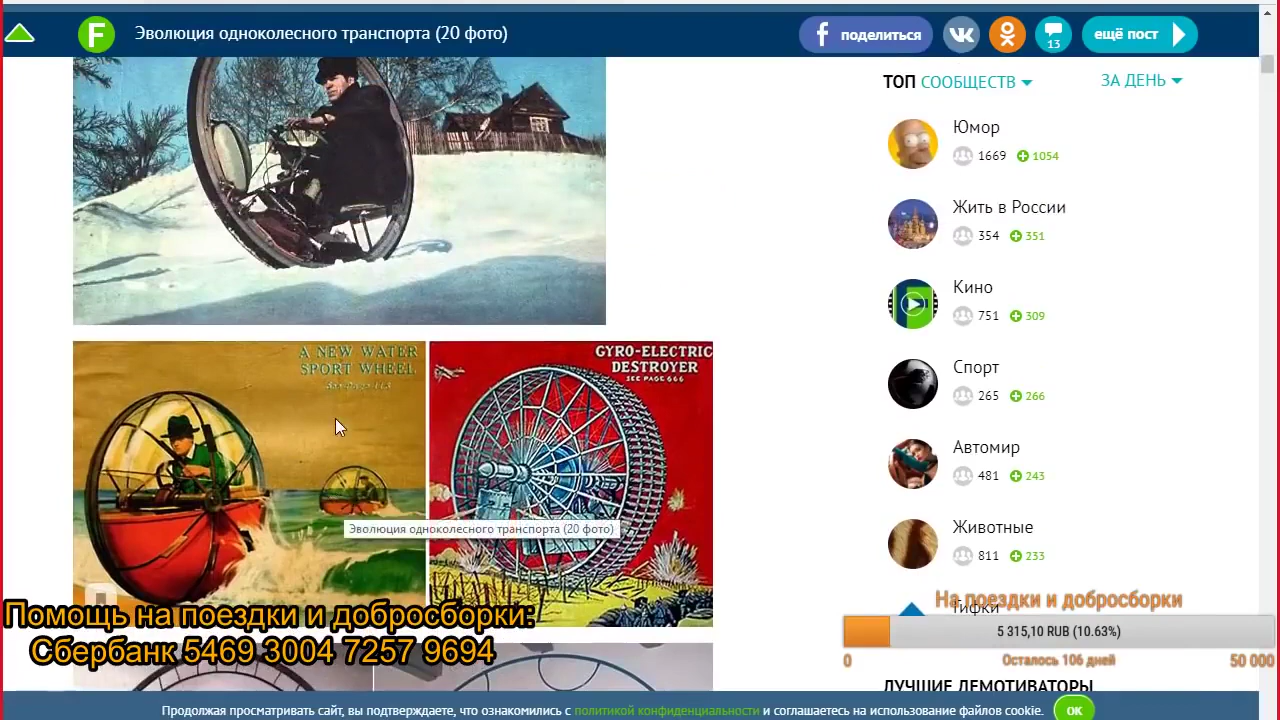 F
Эволюция одноколесного транспорта (20 фото)
f поделиться
13
ещё пост
ТОП СООБЩЕСТВ
ЗА ДЕНЬ
Юмор
1669 1054
Жить в России
354 351
Кино
751 309
Спорт
265 266
Автомир
481 243
Животные
811 233
Гифки
A NEW WATER
SPORT WHEEL
See Page 113
GYRO-ELECTRIC
DESTROYER
SEE PAGE 666
Эволюция одноколесного транспорта (20 фото)
Помощь на поездки и добросборки:
Сбербанк 5469 3004 7257 9694
На поездки и добросборки
5 315,10 RUB (10.63%)
0 Осталось 106 дней 50 000
ЛУЧШИЕ ДЕМОТИВАТОРЫ
Продолжая просматривать сайт, вы подтверждаете, что ознакомились с политикой конфиденциальности и соглашаетесь на использование файлов cookie.
ОК